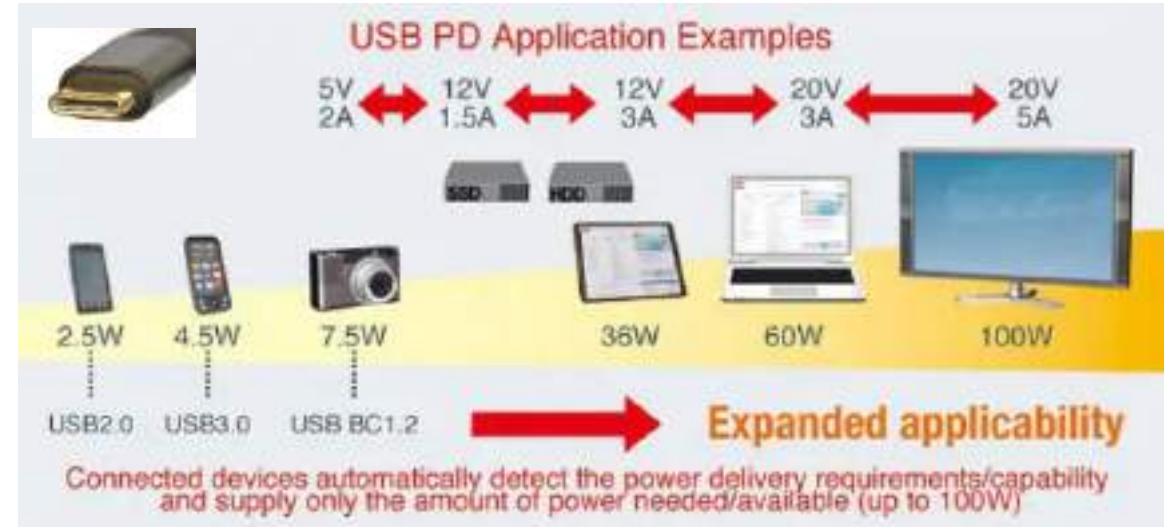 USB PD Application Examples
5V 12V 12V 20V 20V
2A 1.5A 3A 3A 5A
SSD HDD
2.5W 4.5W 7.5W 36W 60W 100W
USB2.0 USB3.0 USB BC1.2
Expanded applicability
Connected devices automatically detect the power delivery requirements/capability
and supply only the amount of power needed/available (up to 100W)